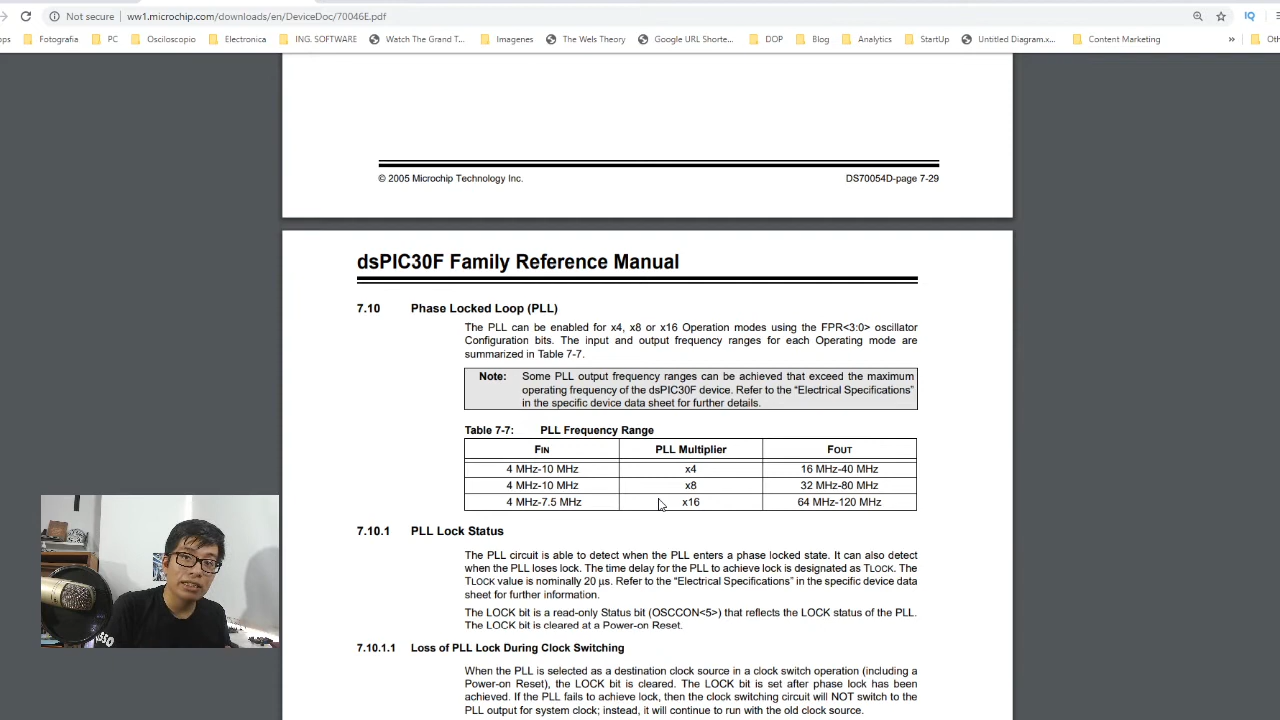 Not secure ww1.microchip.com/downloads/en/DeviceDoc/70046E.pdf
Fotografia PC Osciloscopio Electronica ING. SOFTWARE Watch The Grand T... Imagenes The Wels Theory Google URL Shorte... DOP Blog Analytics StartUp Untitled Diagram.x... Content Marketing »
© 2005 Microchip Technology Inc. DS70054D-page 7-29
dsPIC30F Family Reference Manual
7.10 Phase Locked Loop (PLL)
The PLL can be enabled for x4, x8 or x16 Operation modes using the FPR<3:0> oscillator
Configuration bits. The input and output frequency ranges for each Operating mode are
summarized in Table 7-7.
Note: Some PLL output frequency ranges can be achieved that exceed the maximum
operating frequency of the dsPIC30F device. Refer to the “Electrical Specifications”
in the specific device data sheet for further details.
Table 7-7: PLL Frequency Range
FIN PLL Multiplier FOUT
4 MHz-10 MHz x4 16 MHz-40 MHz
4 MHz-10 MHz x8 32 MHz-80 MHz
4 MHz-7.5 MHz x16 64 MHz-120 MHz
7.10.1 PLL Lock Status
The PLL circuit is able to detect when the PLL enters a phase locked state. It can also detect
when the PLL loses lock. The time delay for the PLL to achieve lock is designated as TLOCK. The
TLOCK value is nominally 20 µs. Refer to the “Electrical Specifications” in the specific device data
sheet for further information.
The LOCK bit is a read-only Status bit (OSCCON<5>) that reflects the LOCK status of the PLL.
The LOCK bit is cleared at a Power-on Reset.
7.10.1.1 Loss of PLL Lock During Clock Switching
When the PLL is selected as a destination clock source in a clock switch operation (including a
Power-on Reset), the LOCK bit is cleared. The LOCK bit is set after phase lock has been
achieved. If the PLL fails to achieve lock, then the clock switching circuit will NOT switch to the
PLL output for system clock; instead, it will continue to run with the old clock source.